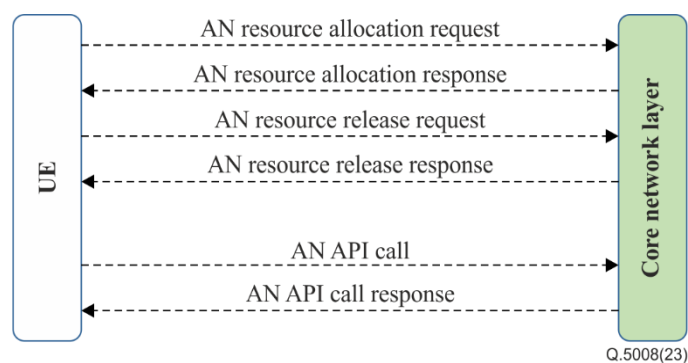 AN resource allocation request
AN resource allocation response
AN resource release request
AN resource release response
UE
Core network layer
AN API call
AN API call response
Q.5008(23)